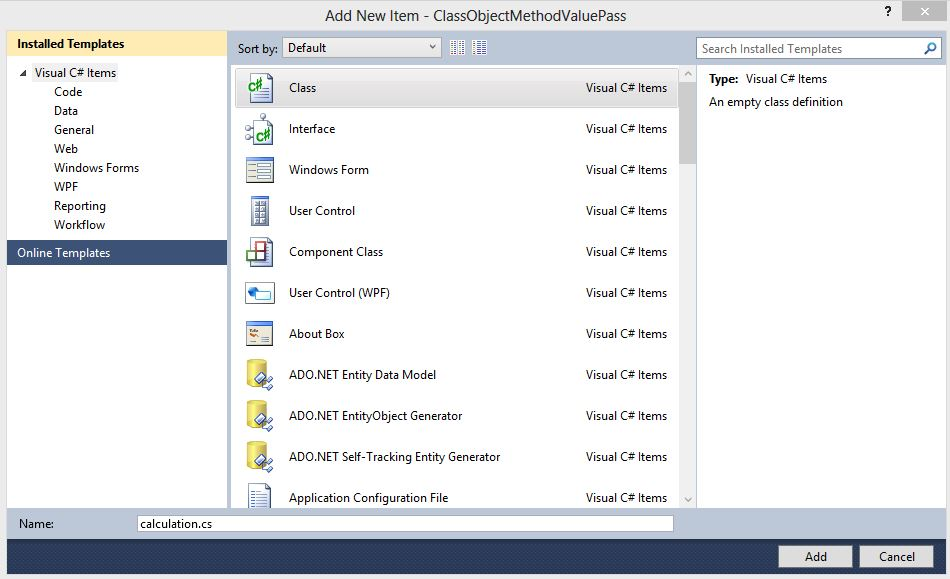 Add New Item - ClassObjectMethodValuePass
Installed Templates
Visual C# Items
Code
Data
General
Web
Windows Forms
WPF
Reporting
Workflow
Online Templates
Sort by: Default
Search Installed Templates
Class Visual C# Items
Interface Visual C# Items
Windows Form Visual C# Items
User Control Visual C# Items
Component Class Visual C# Items
User Control (WPF) Visual C# Items
About Box Visual C# Items
ADO.NET Entity Data Model Visual C# Items
ADO.NET EntityObject Generator Visual C# Items
ADO.NET Self-Tracking Entity Generator Visual C# Items
Application Configuration File Visual C# Items
Type: Visual C# Items
An empty class definition
Name: calculation.cs
Add Cancel